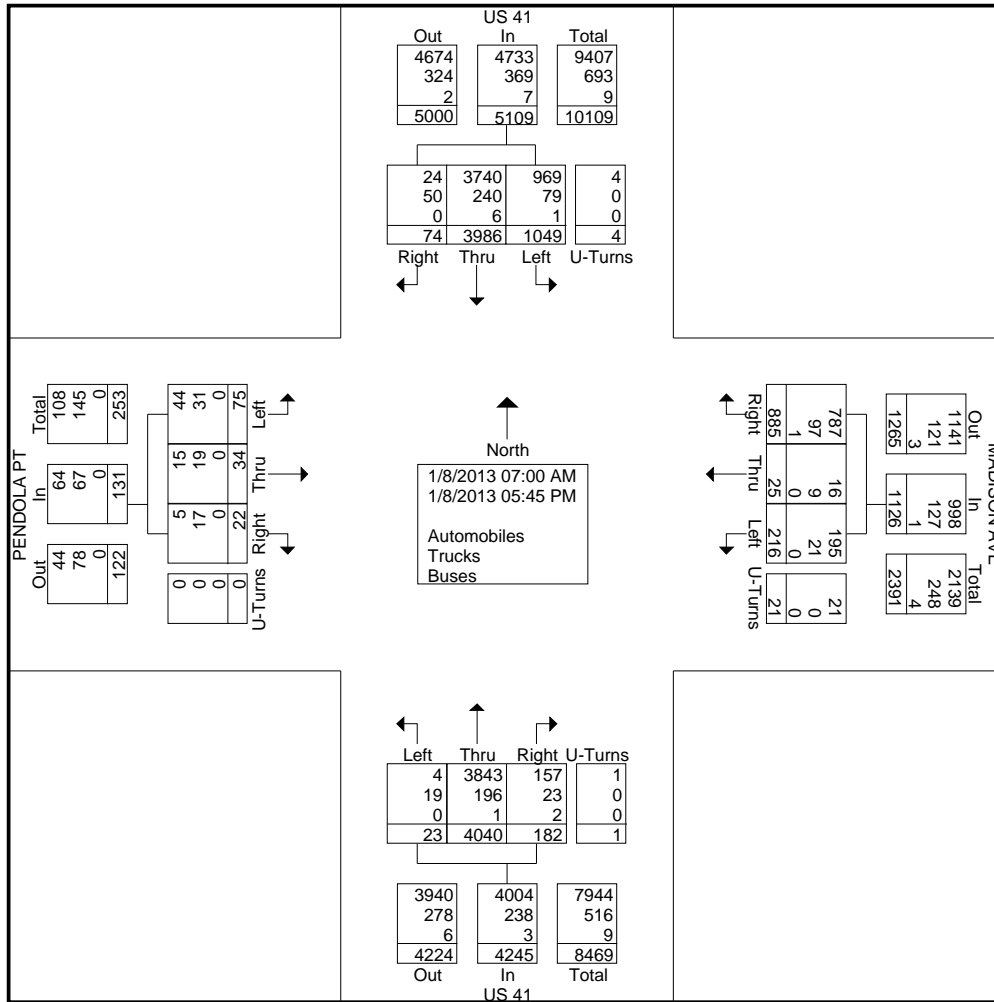 US 41
Out In Total
4674 4733 9407
324 369 693
2 7 9
5000 5109 10109
24 3740 969 4
50 240 79 0
0 6 1 0
74 3986 1049 4
Right Thru Left U-Turns
PENDOLA PT
Total
108 145 0 253
In
64 67 0 131
Out
44 78 0 122
44 31 0 75
Left
15 19 0 34
Thru
5 17 0 22
Right
0 0 0 0
U-Turns
North
1/8/2013 07:00 AM
1/8/2013 05:45 PM
Automobiles
Trucks
Buses
Right
885 1 97 787
Thru
25 0 9 16
Left
216 0 21 195
U-Turns
21 0 0 21
Out
1265 3 121 1141
In
1126 1 127 998
Total
2391 4 248 2139
MADISON AVE
Left Thru Right U-Turns
4 3843 157 1
19 196 23 0
0 1 2 0
23 4040 182 1
3940 4004 7944
278 238 516
6 3 9
4224 4245 8469
Out In Total
US 41